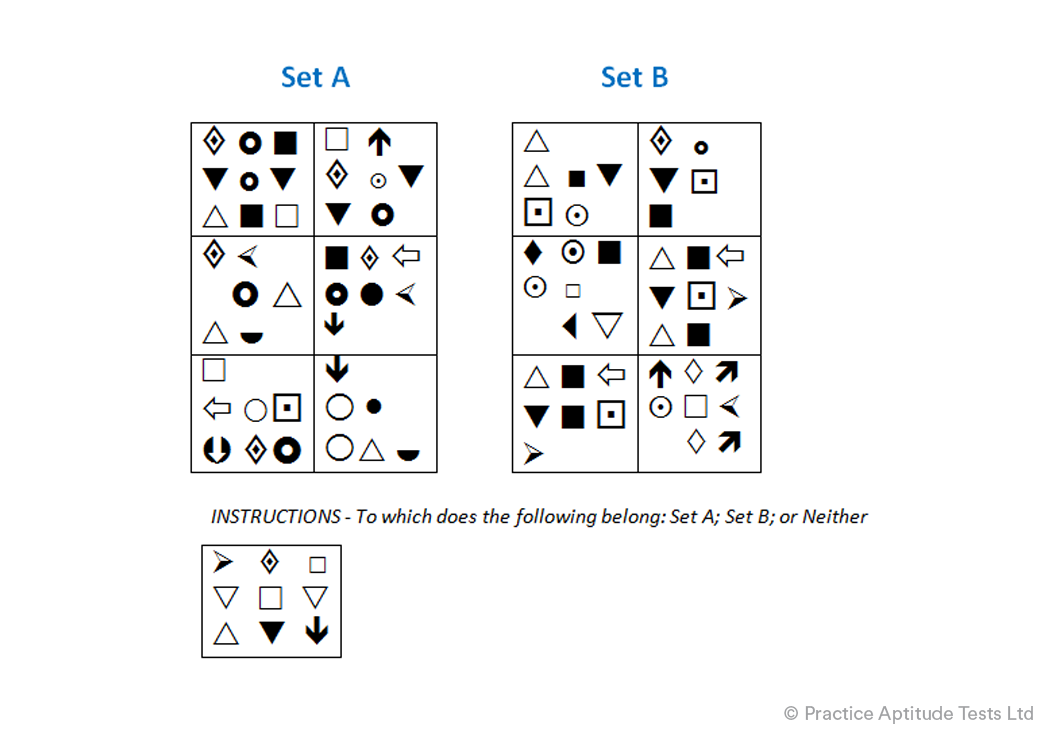 Set A
Set B
INSTRUCTIONS - To which does the following belong: Set A; Set B; or Neither
© Practice Aptitude Tests Ltd